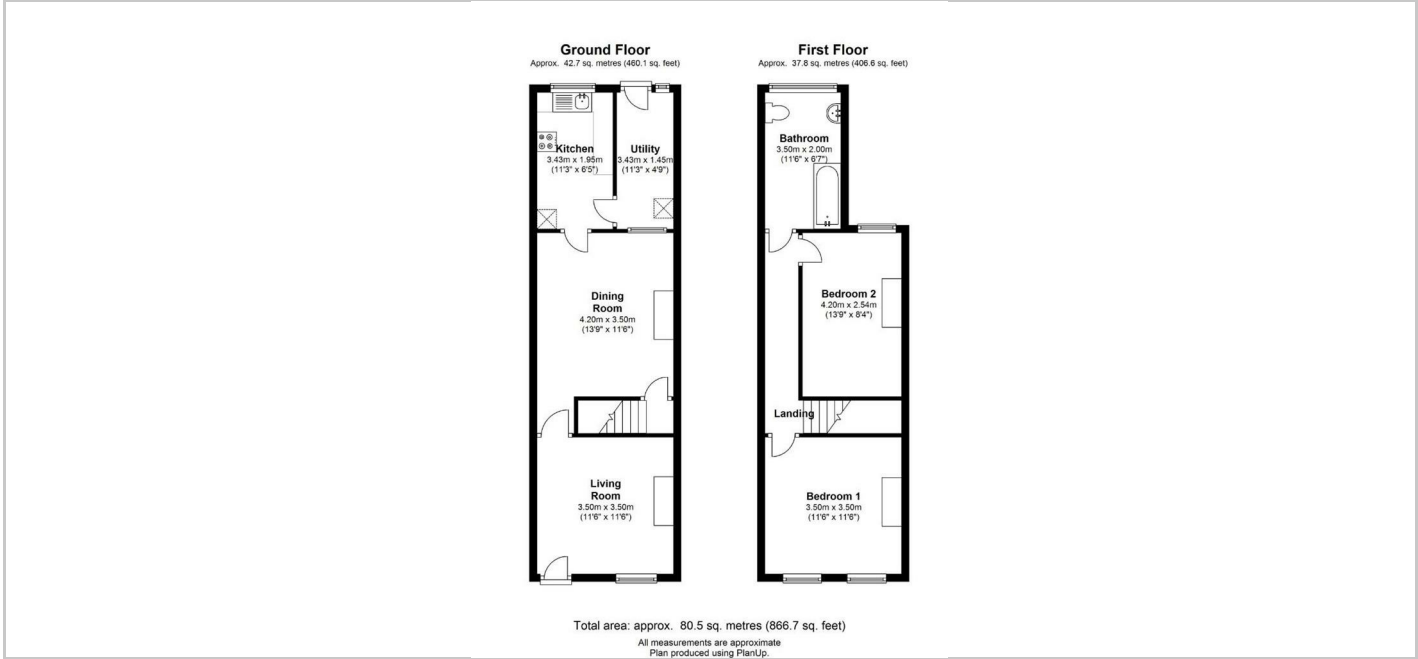 Ground Floor
Approx. 42.7 sq. metres (460.1 sq. feet)
Kitchen
3.43m x 1.95m
(11'3" x 6'5")
Utility
3.43m x 1.45m
(11'3" x 4'9")
Dining
Room
4.20m x 3.50m
(13'9" x 11'6")
Living
Room
3.50m x 3.50m
(11'6" x 11'6")
First Floor
Approx. 37.8 sq. metres (406.6 sq. feet)
Bathroom
3.50m x 2.00m
(11'6" x 6'7")
Bedroom 2
4.20m x 2.54m
(13'9" x 8'4")
Landing
Bedroom 1
3.50m x 3.50m
(11'6" x 11'6")
Total area: approx. 80.5 sq. metres (866.7 sq. feet)
All measurements are approximate
Plan produced using PlanUp.